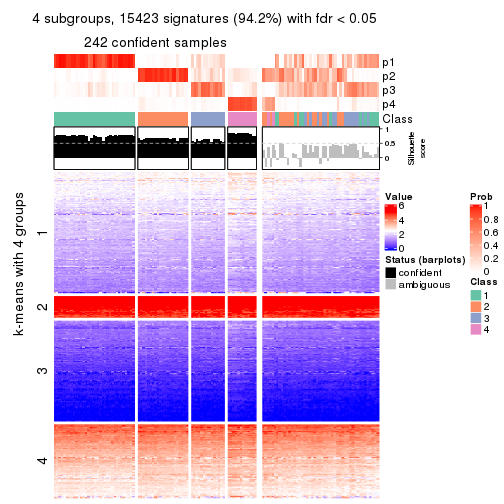 4 subgroups, 15423 signatures (94.2%) with fdr < 0.05
242 confident samples
p1
p2
p3
p4
Class
1
0.5
0
Silhouette
score
k-means with 4 groups
1
2
3
4
Value
6
4
2
0
Status (barplots)
confident
ambiguous
Prob
1
0.8
0.6
0.4
0.2
0
Class
1
2
3
4